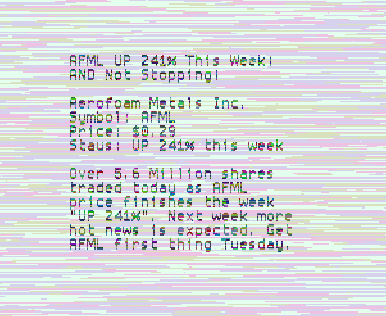 AFML UP 241% This Week!
AND Not Stopping!
Aerofoam Metals Inc.
Symbol: AFML
Price: $0.29
Staus: UP 241% this week
Over 5.6 Million shares
traded today as AFML
price finishes the week
"UP 241%". Next week more
hot news is expected. Get
AFML first thing Tuesday.